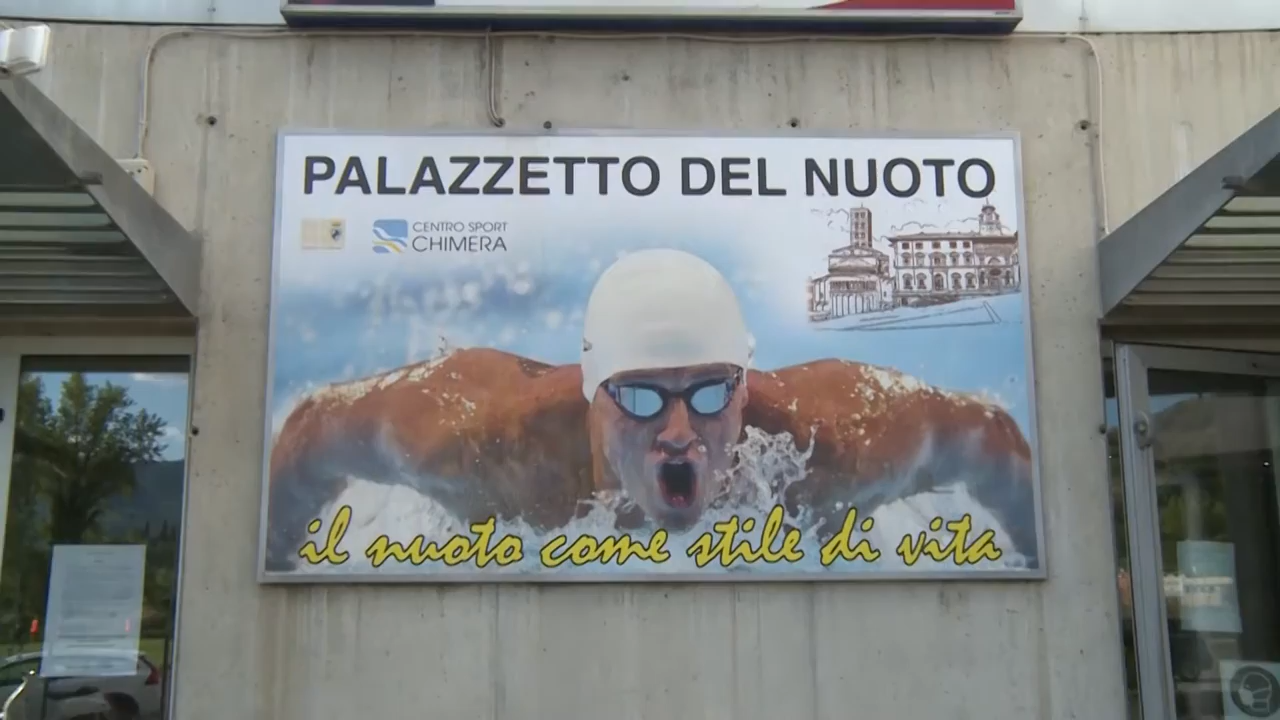 PALAZZETTO DEL NUOTO
CENTRO SPORT
CHIMERA
il nuoto come stile di vita